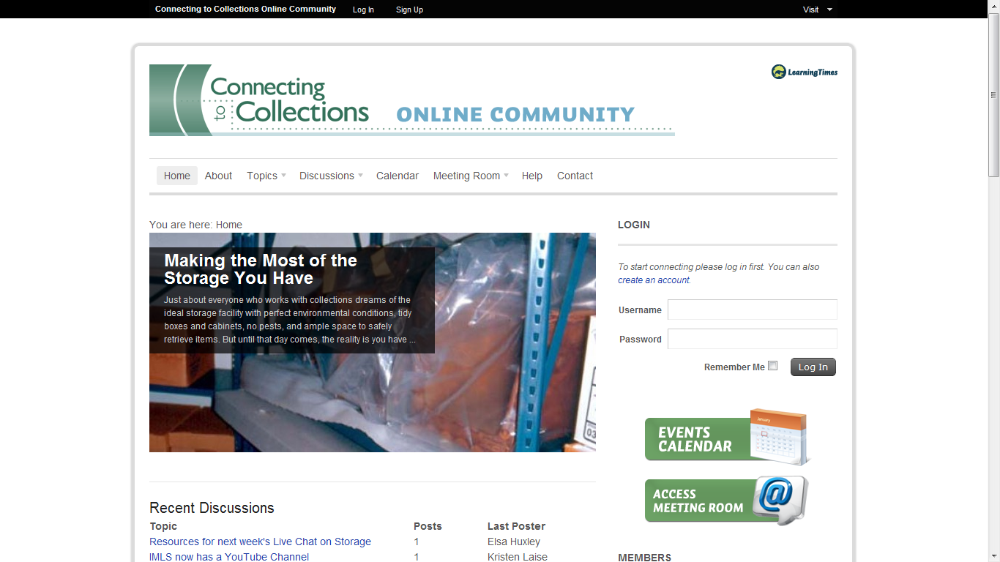 Connecting to Collections Online Community Log In Sign Up Visit
Connecting
to Collections
ONLINE COMMUNITY
LearningTimes
Home About Topics Discussions Calendar Meeting Room Help Contact
You are here: Home
Making the Most of the
Storage You Have
Just about everyone who works with collections dreams of the
ideal storage facility with perfect environmental conditions, tidy
boxes and cabinets, no pests, and ample space to safely
retrieve items. But until that day comes, the reality is you have ...
03
LOGIN
To start connecting please log in first. You can also
create an account.
Username
Password
Remember Me Log In
January
EVENTS
CALENDAR
ACCESS
MEETING ROOM
@
Recent Discussions
Topic Posts Last Poster
Resources for next week's Live Chat on Storage 1 Elsa Huxley
IMLS now has a YouTube Channel 1 Kristen Laise
MEMBERS